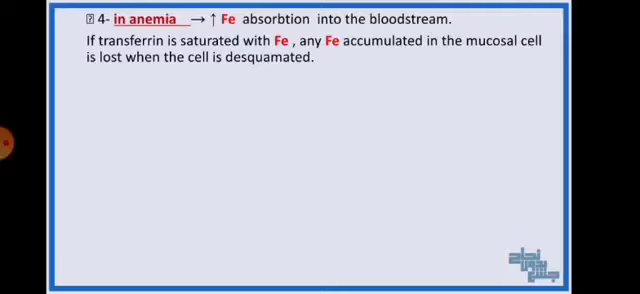 4- in anemia → ↑ Fe absorbtion into the bloodstream.
If transferrin is saturated with Fe , any Fe accumulated in the mucosal cell
is lost when the cell is desquamated.